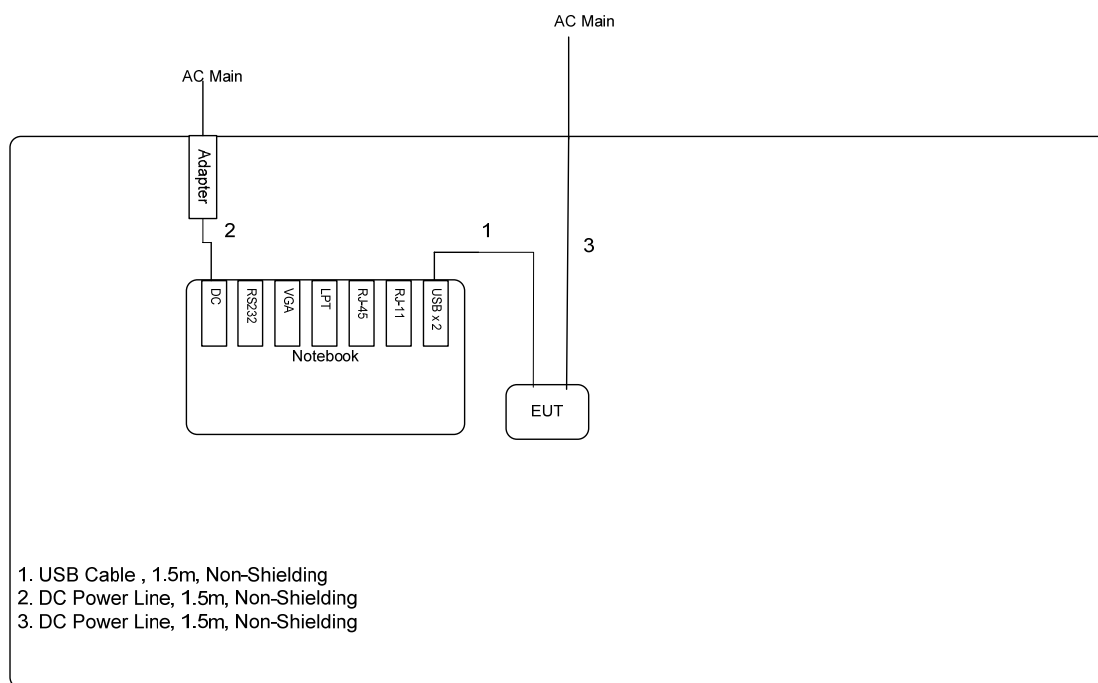 AC Main
AC Main
Adapter
2
1
3
DC
RS232
VGA
LPT
RJ-45
RJ-11
USB x 2
Notebook
EUT
1. USB Cable , 1.5m, Non-Shielding
2. DC Power Line, 1.5m, Non-Shielding
3. DC Power Line, 1.5m, Non-Shielding